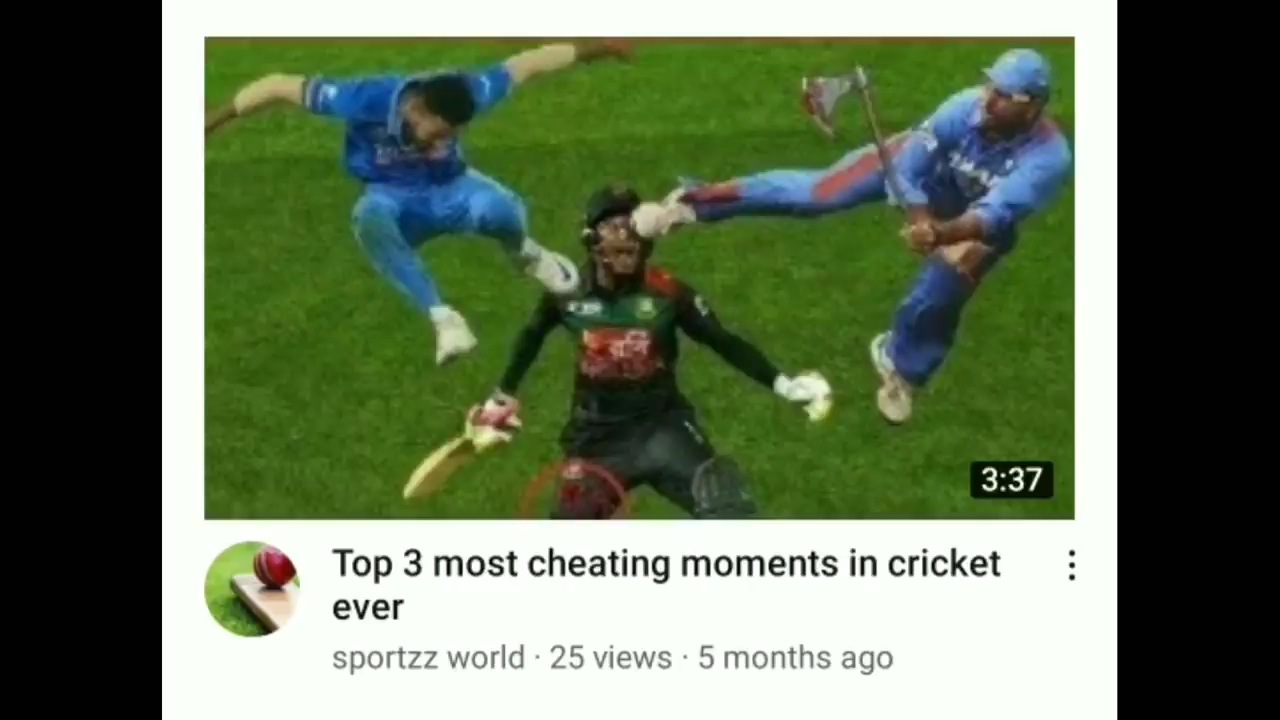 3:37
Top 3 most cheating moments in cricket
ever
sportzz world · 25 views · 5 months ago